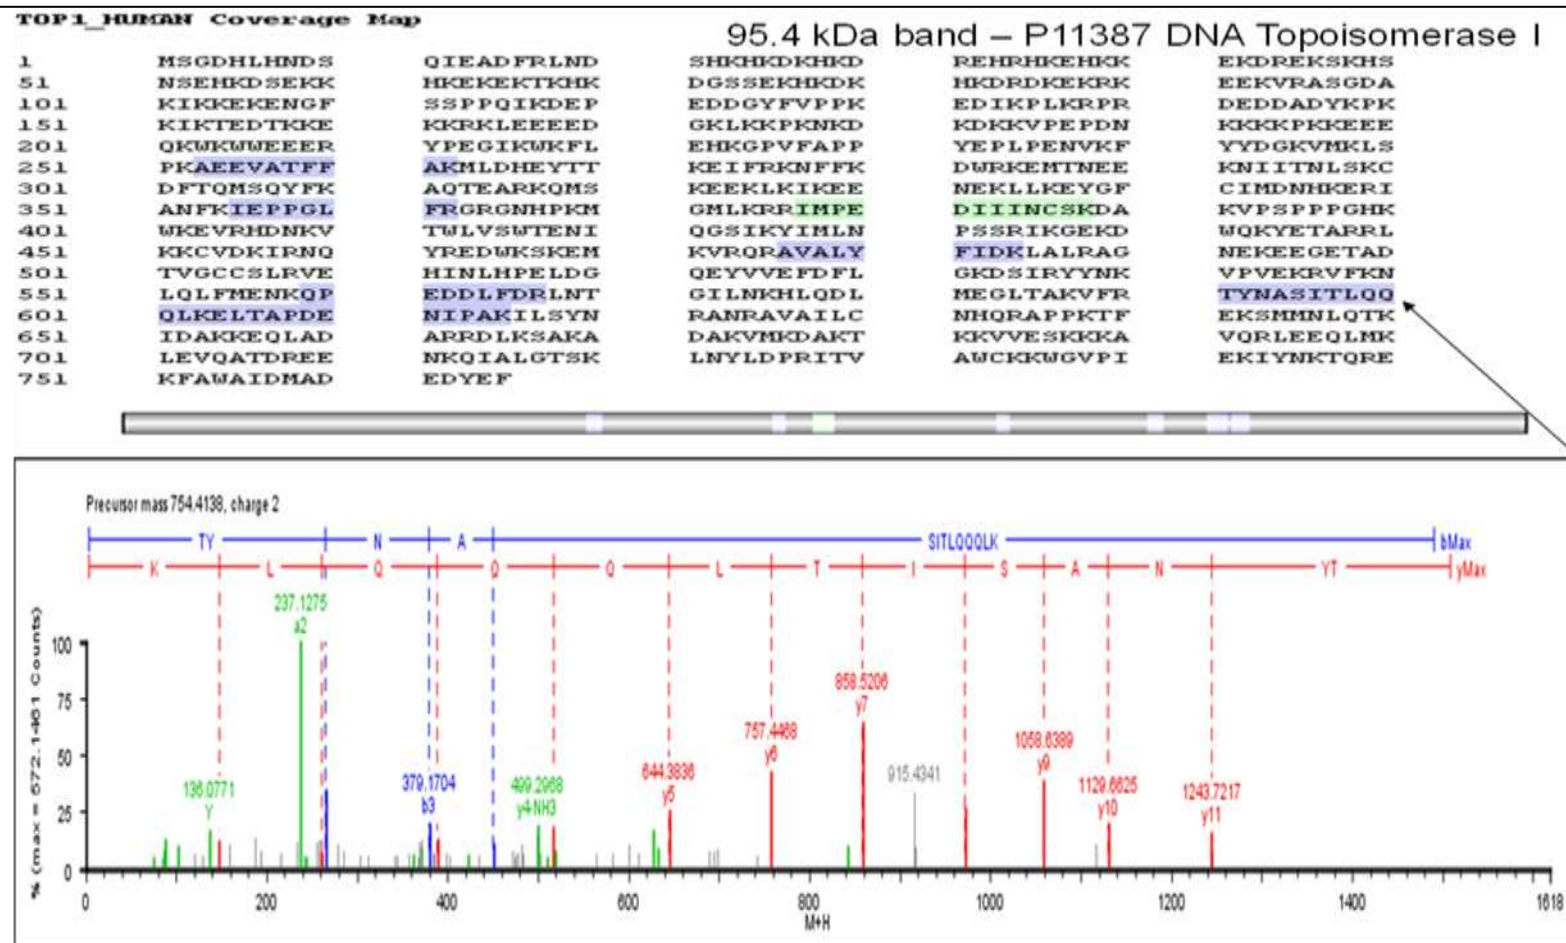 TOP1_HUMAN Coverage Map
95.4 kDa band – P11387 DNA Topoisomerase I
1 MSGDHLHNDS QIEADFRLND SHKHKDKHKD REHRHKEHKK EKDREKSKHS
51 NSEHKDSEKK HKEKEKTKHK DGSSEKHKDK HKDRDKEKRK EEKVRASGDA
101 KIKKEKENGF SSPPQIKDEP EDDGYFVPPK EDIKPLKRPR DEDDADYKPK
151 KIKTEDTKKE KKRKLEEEED GKLKKPKNKD KDKKVPEPDN KKKKPKKEEE
201 QKWKWWEEER YPEGIKWKFL EHKGPVFAPP YEPLPENVKF YYDGKVMKLS
251 PKAEEVATFF AKMLDHEYTT KEIFRKNFFK DWRKEMTNEE KNIITNLSKC
301 DFTQMSQYFK AQTEARKQMS KEEKLKIKEE NEKLLKEYGF CIMDNHKERI
351 ANFKIEPPGL FRGRGNHPKM GMLKRRIMPE DIIINCSKDA KVPSPPPGHK
401 WKEVRHDNKV TWLVSWTENI QGSIKYIMLN PSSRIKGEKD WQKYETARRL
451 KKCVDKIRNQ YREDWKSKEM KVRQRAVALY FIDKLALRAG NEKEEGETAD
501 TVGCCSLRVE HINLHPELDG QEYVVEFDFL GKDSIRYYNK VPVEKRVFKN
551 LQLFMENKQP EDDLFDRLNT GILNKHLQDL MEGLTAKVFR TYNASITLQQ
601 QLKELTAPDE NIPAKILSYN RANRAVAILC NHQRAPPKTF EKSMMNLQTK
651 IDAKKEQLAD ARRDLKSAKA DAKVMKDAKT KKVVESKKKA VQRLEEQLMK
701 LEVQATDREE NKQIALGTSK LNYLDPRITV AWCKKWGVPI EKIYNKTQRE
751 KFAWAIDMAD EDYEF
Precursor mass 754.4138, charge 2
TY N A SITLQQQLK bMax
K L Q Q Q L T I S A N YT yMax
237.1275
a2
136.0771
Y
379.1704
b3
499.2968
y4-NH3
644.3836
y5
757.4468
y6
858.5206
y7
915.4341
1058.6389
y9
1129.6625
y10
1243.7217
y11
% (max = 572.1461 Counts)
100
75
50
25
0
0 200 400 600 800 1000 1200 1400 1618
M+H